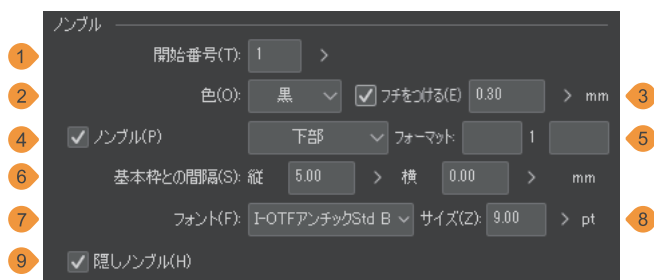 ノンブル
1 開始番号(T): 1
2 色(O): 黒 フチをつける(E) 0.30 mm 3
4 ノンブル(P) 下部 フォーマット: 1 5
6 基本枠との間隔(S): 縦 5.00 横 0.00 mm
7 フォント(F): I-OTFアンチックStd B サイズ(Z): 9.00 pt 8
9 隠しノンブル(H)